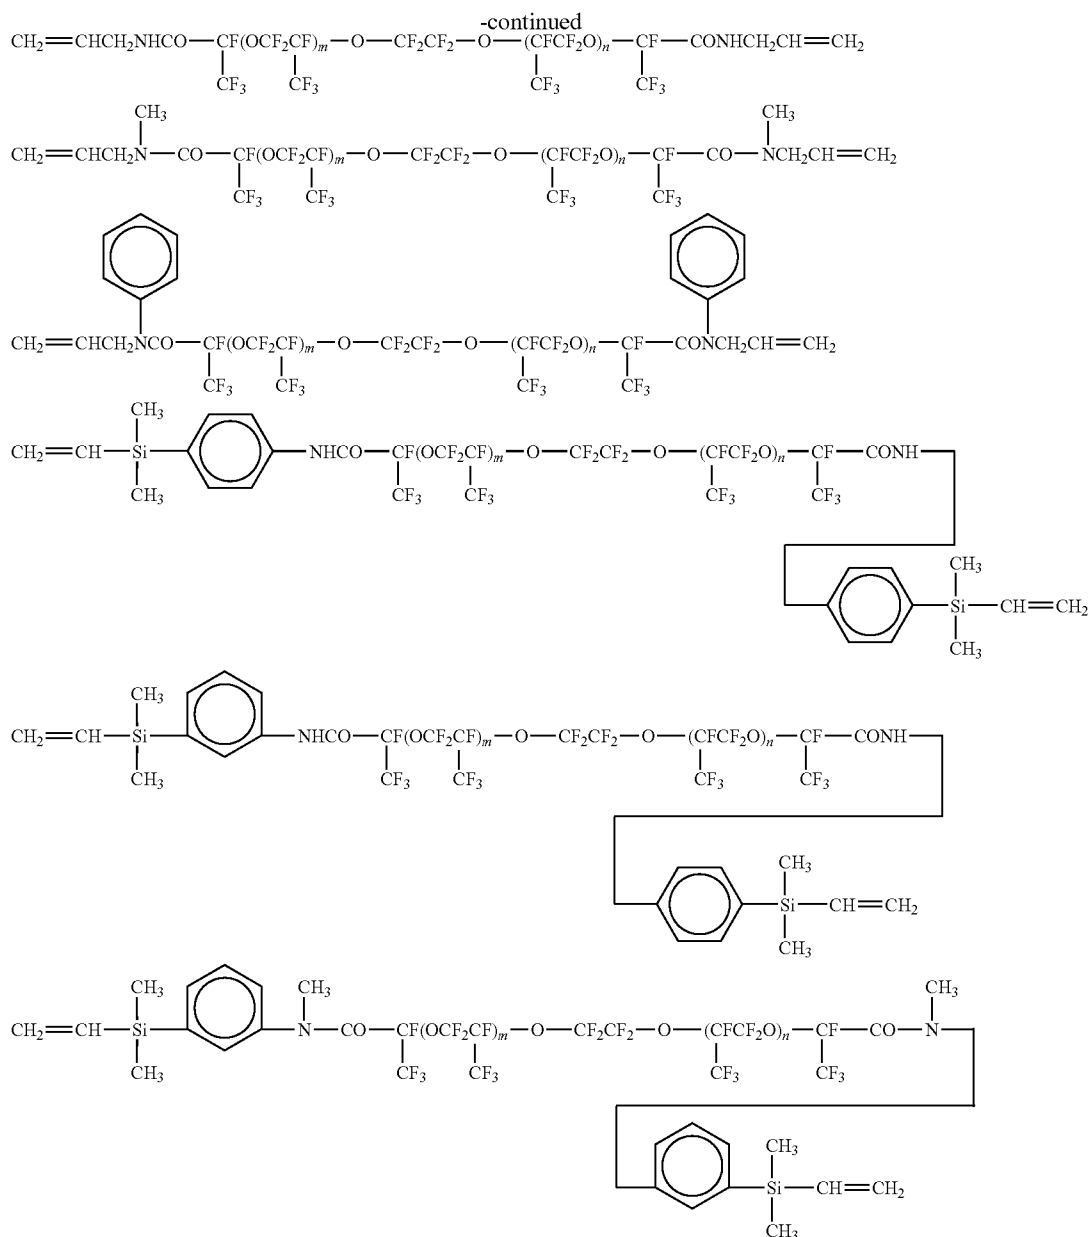 -continued
CH₂=CHCH₂NHCO—CF(OCF₂CF)ₘ—O—CF₂CF₂—O—(CFCF₂O)ₙ—CF—CONHCH₂CH=CH₂
CF₃ CF₃ CF₃ CF₃
CH₃ CH₃
CH₂=CHCH₂N—CO—CF(OCF₂CF)ₘ—O—CF₂CF₂—O—(CFCF₂O)ₙ—CF—CO—NCH₂CH=CH₂
CF₃ CF₃ CF₃ CF₃
CH₂=CHCH₂NCO—CF(OCF₂CF)ₘ—O—CF₂CF₂—O—(CFCF₂O)ₙ—CF—CONCH₂CH=CH₂
CF₃ CF₃ CF₃ CF₃
CH₃
CH₂=CH—Si—NHCO—CF(OCF₂CF)ₘ—O—CF₂CF₂—O—(CFCF₂O)ₙ—CF—CONH
CH₃ CF₃ CF₃ CF₃ CF₃
CH₃
Si—CH=CH₂
CH₃
CH₃
CH₂=CH—Si—NHCO—CF(OCF₂CF)ₘ—O—CF₂CF₂—O—(CFCF₂O)ₙ—CF—CONH
CH₃ CF₃ CF₃ CF₃ CF₃
CH₃
Si—CH=CH₂
CH₃
CH₃ CH₃ CH₃
CH₂=CH—Si—N—CO—CF(OCF₂CF)ₘ—O—CF₂CF₂—O—(CFCF₂O)ₙ—CF—CO—N
CH₃ CF₃ CF₃ CF₃ CF₃
CH₃
Si—CH=CH₂
CH₃